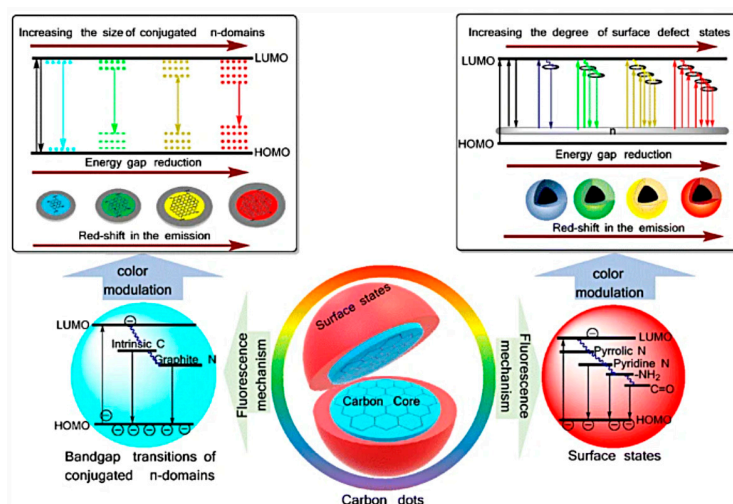 Increasing the size of conjugated n-domains
LUMO
HOMO
Energy gap reduction
Red-shift in the emission
Increasing the degree of surface defect states
LUMO
n
HOMO
Energy gap reduction
Red-shift in the emission
color
modulation
color
modulation
LUMO
Intrinsic C
Graphite N
HOMO
Bandgap transitions of
conjugated n-domains
Fluorescence
mechanism
Surface states
Carbon Core
Carbon dots
Fluorescence
mechanism
LUMO
Pyrrolic N
Pyridine N
-NH2
C=O
HOMO
Surface states